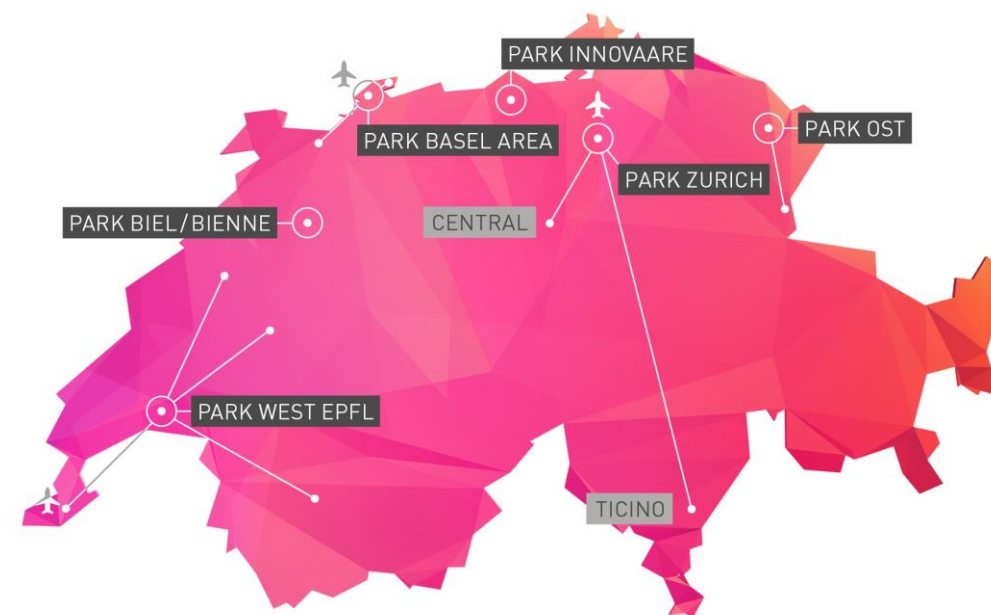 PARK INNOVAARE
PARK BASEL AREA
PARK OST
PARK ZURICH
PARK BIEL/BIENNE
CENTRAL
PARK WEST EPFL
TICINO